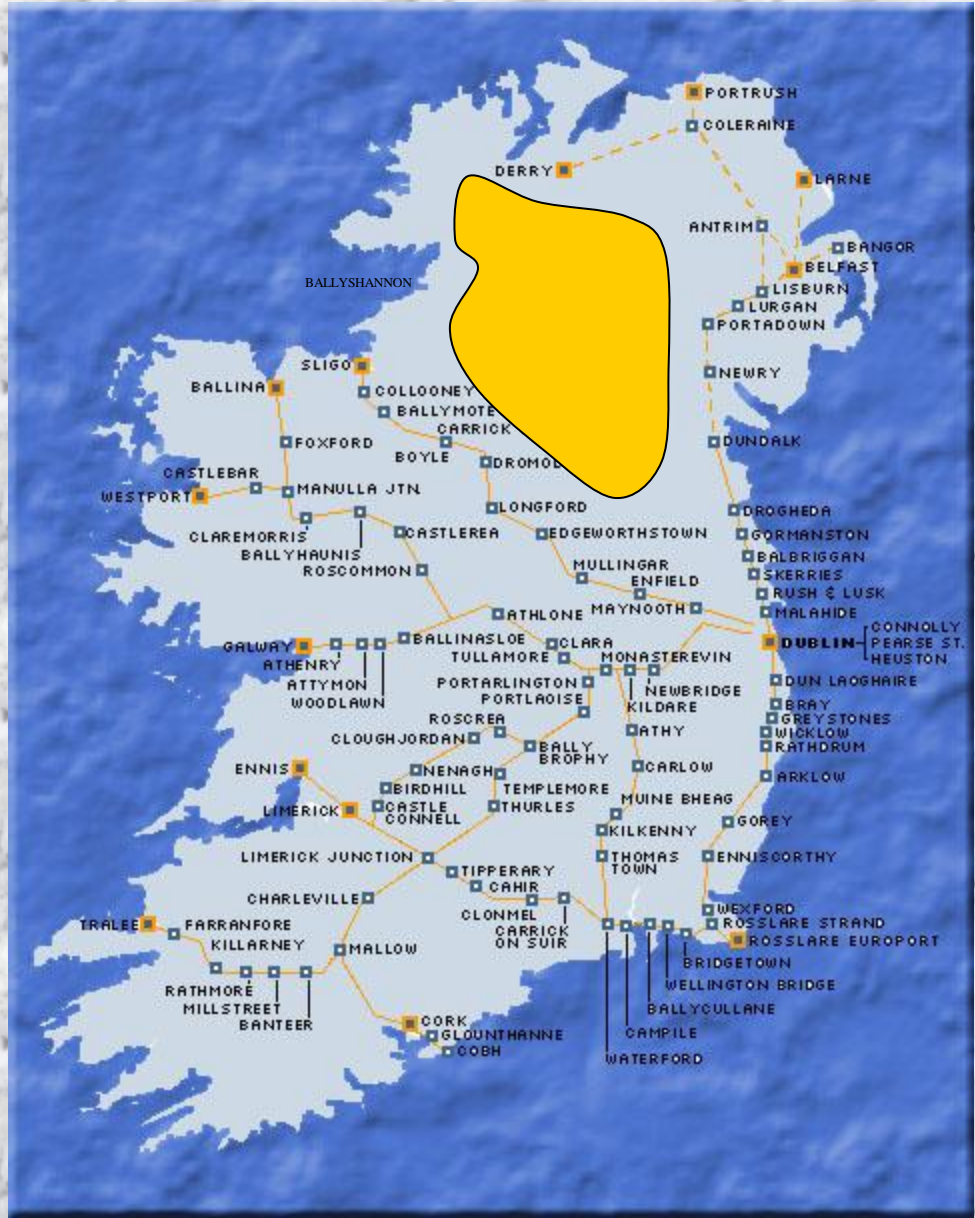 PORTRUSH
COLERAINE
DERRY
LARNE
ANTRIM
BANGOR
BELFAST
BALLYSHANNON
LISBURN
LURGAN
PORTADOWN
SLIGO
NEWRY
BALLINA
COLLOONEY
BALLYMOTE
CARRICK
FOXFORD
DUNDALK
BOYLE
DROMOD
CASTLEBAR
WESTPORT
MANULLA JTN.
LONGFORD
DROGHEDA
CLAREMORRIS
CASTLEREA
EDGEWORTHSTOWN
GORMANSTON
BALLYHAUNIS
BALBRIGGAN
ROSCOMMON
MULLINGAR
SKERRIES
ENFIELD
RUSH & LUSK
ATHLONE
MAYNOOTH
MALAHIDE
CONNOLLY
GALWAY
BALLINASLOE
CLARA
DUBLIN
PEARSE ST.
ATHENRY
TULLAMORE
MONASTEREVIN
HEUSTON
ATTYMON
PORTARLINGTON
NEWBRIDGE
DUN LAOGHAIRE
WOODLAWN
PORTLAOISE
KILDARE
BRAY
ROSCREA
GREYSTONES
CLOUGHJORDAN
ATHY
WICKLOW
BALLY
BROPHY
RATHDRUM
ENNIS
NENAGH
CARLOW
ARKLOW
BIRDHILL
TEMPLEMORE
LIMERICK
CASTLE
CONNELL
THURLES
MUINE BHEAG
GOREY
KILKENNY
LIMERICK JUNCTION
THOMAS
TOWN
ENNISCORTHY
TIPPERARY
CAHIR
CHARLEVILLE
CLONMEL
WEXFORD
TRALEE
FARRANFORE
CARRICK
ON SUIR
ROSSLARE STRAND
KILLARNEY
MALLOW
ROSSLARE EUROPORT
BRIDGETOWN
RATHMORE
WELLINGTON BRIDGE
MILLSTREET
BALLYCULLANE
BANTEER
CORK
CAMPILE
GLOUNTHANNE
COBH
WATERFORD